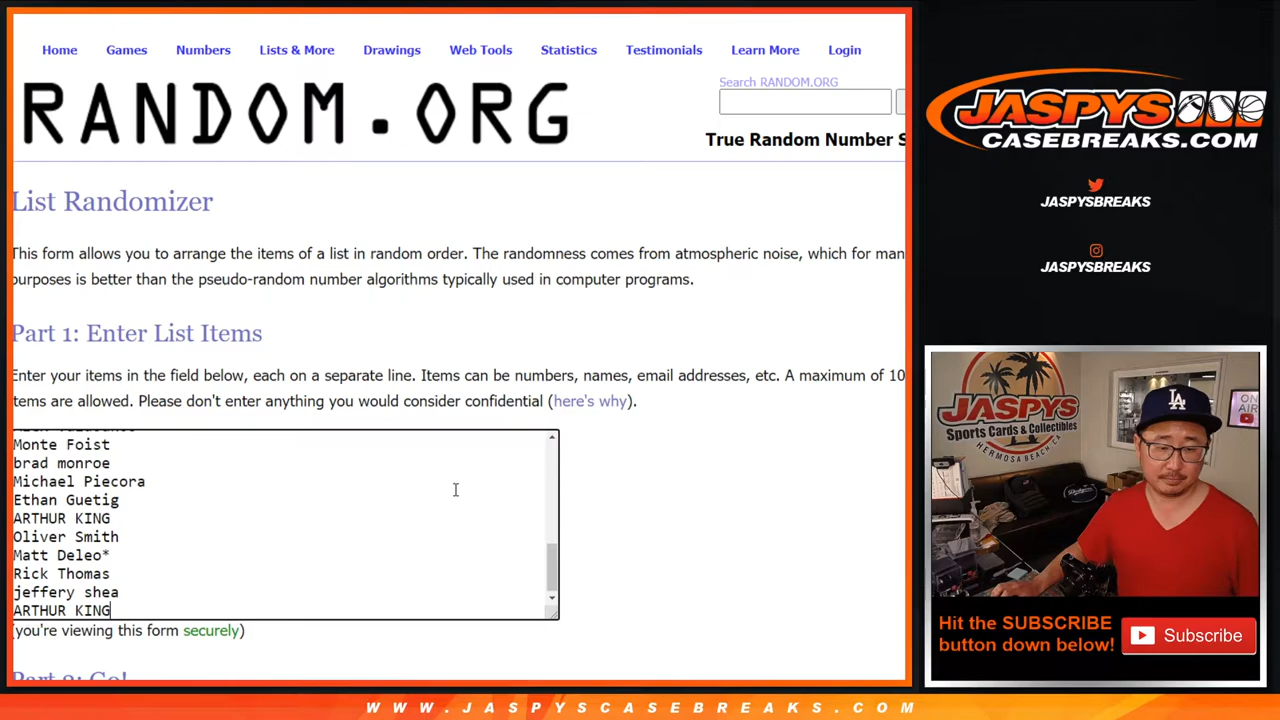 Home Games Numbers Lists & More Drawings Web Tools Statistics Testimonials Learn More Login
RANDOM.ORG
Search RANDOM.ORG
True Random Number S
List Randomizer
This form allows you to arrange the items of a list in random order. The randomness comes from atmospheric noise, which for man
purposes is better than the pseudo-random number algorithms typically used in computer programs.
Part 1: Enter List Items
Enter your items in the field below, each on a separate line. Items can be numbers, names, email addresses, etc. A maximum of 10
items are allowed. Please don't enter anything you would consider confidential (here's why).
Monte Foist
brad monroe
Michael Piecora
Ethan Guetig
ARTHUR KING
Oliver Smith
Matt Deleo*
Rick Thomas
jeffery shea
ARTHUR KING
(you're viewing this form securely)
Part 2: Go!
JASPYS
CASEBREAKS.COM
JASPYSBREAKS
JASPYSBREAKS
JASPYS
Sports Cards & Collectibles
HERMOSA BEACH, CA
ON
AIR
LA
Hit the SUBSCRIBE
button down below!
Subscribe
WWW.JASPYSCASEBREAKS.COM